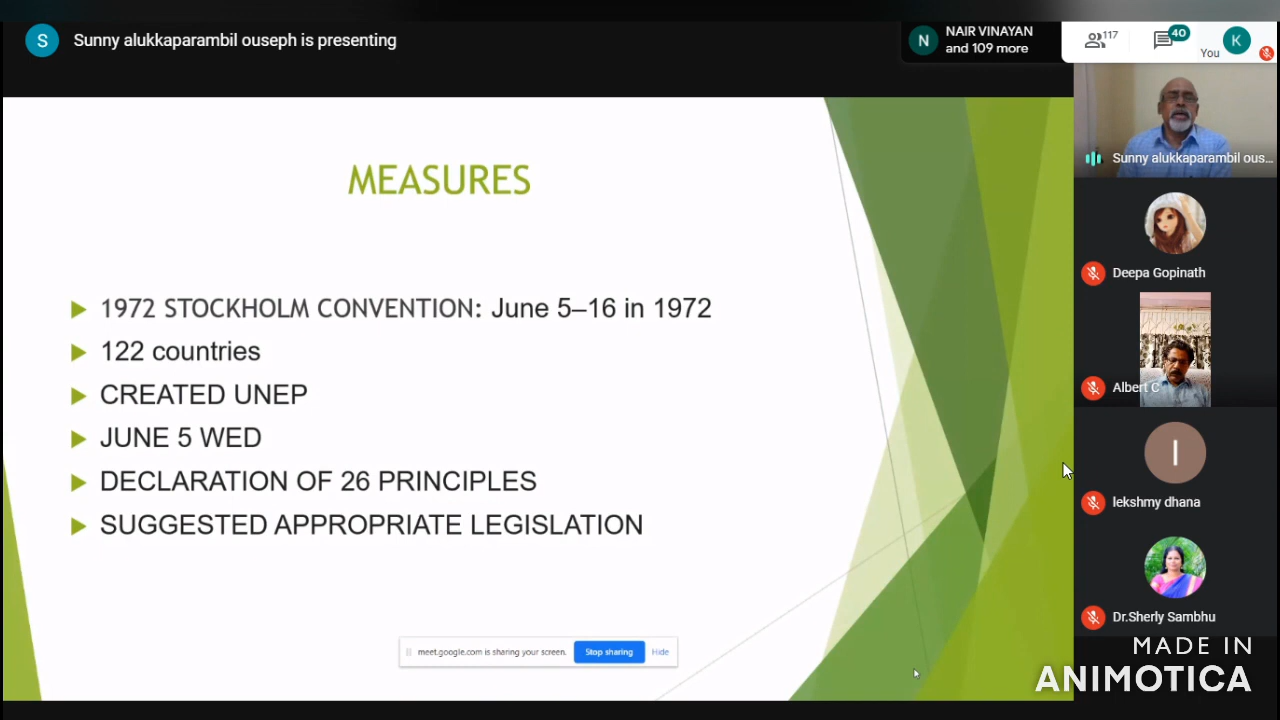 S
Sunny alukkaparambil ouseph is presenting
N
NAIR VINAYAN
and 109 more
117
40
You
K
MEASURES
1972 STOCKHOLM CONVENTION: June 5–16 in 1972
122 countries
CREATED UNEP
JUNE 5 WED
DECLARATION OF 26 PRINCIPLES
SUGGESTED APPROPRIATE LEGISLATION
meet.google.com is sharing your screen.
Stop sharing
Hide
Sunny alukkaparambil ous...
Deepa Gopinath
Albert C
l
lekshmy dhana
Dr.Sherly Sambhu
MADE IN
ANIMOTICA